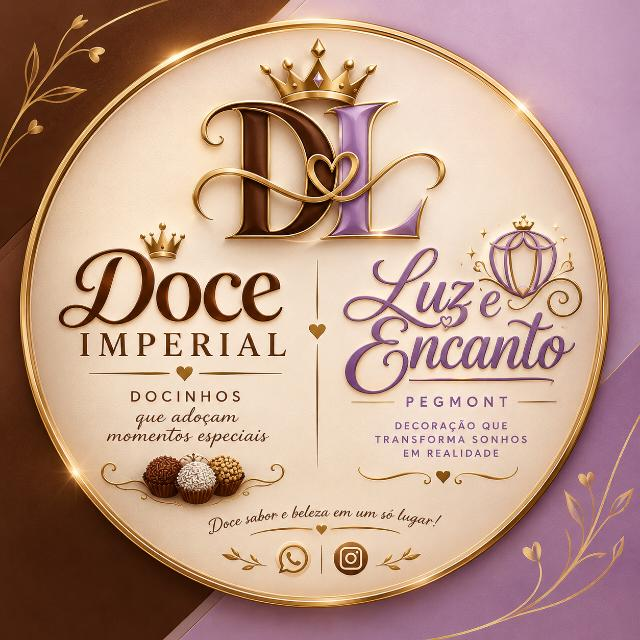 DL
Doce
IMPERIAL
DOCINHOS
que adoçam
momentos especiais
Luz e
Encanto
PEGMONT
DECORAÇÃO QUE
TRANSFORMA SONHOS
EM REALIDADE
Doce sabor e beleza em um só lugar!